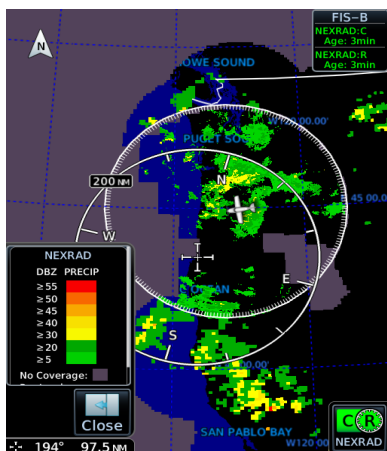 FIS-B
NEXRAD:C
Age: 3min
NEXRAD:R
Age: 3min
N
OWE SOUND
00.00'
PUGET SO
200 NM
N
45 00.00'
W
E
OCEAN
S
NEXRAD
DBZ PRECIP
≥ 55
≥ 50
≥ 45
≥ 40
≥ 30
≥ 20
≥ 5
No Coverage:
Close
00.00'
SAN PABLO BAY
W120 00
C R
NEXRAD
194° 97.5 NM